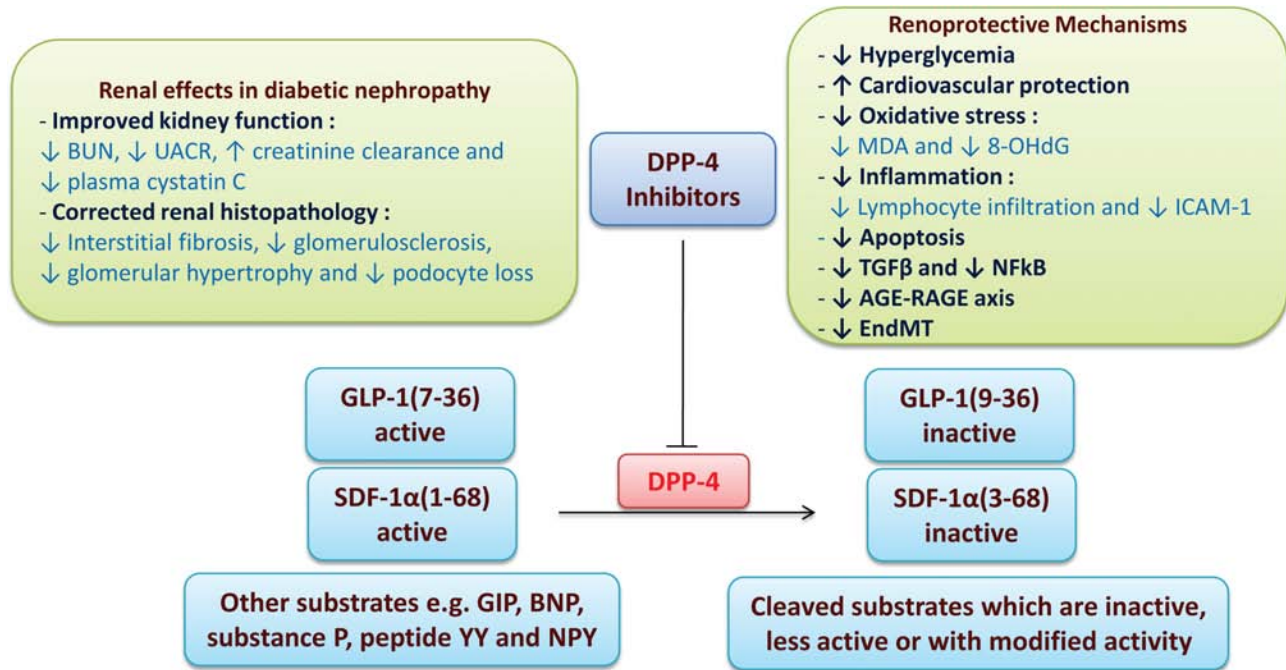 Renal effects in diabetic nephropathy
- Improved kidney function :
↓ BUN, ↓ UACR, ↑ creatinine clearance and
↓ plasma cystatin C
- Corrected renal histopathology :
↓ Interstitial fibrosis, ↓ glomerulosclerosis,
↓ glomerular hypertrophy and ↓ podocyte loss
DPP-4
Inhibitors
Renoprotective Mechanisms
- ↓ Hyperglycemia
- ↑ Cardiovascular protection
- ↓ Oxidative stress :
↓ MDA and ↓ 8-OHdG
- ↓ Inflammation :
↓ Lymphocyte infiltration and ↓ ICAM-1
- ↓ Apoptosis
- ↓ TGFβ and ↓ NFkB
- ↓ AGE-RAGE axis
- ↓ EndMT
GLP-1(7-36)
active
SDF-1α(1-68)
active
Other substrates e.g. GIP, BNP,
substance P, peptide YY and NPY
DPP-4
GLP-1(9-36)
inactive
SDF-1α(3-68)
inactive
Cleaved substrates which are inactive,
less active or with modified activity